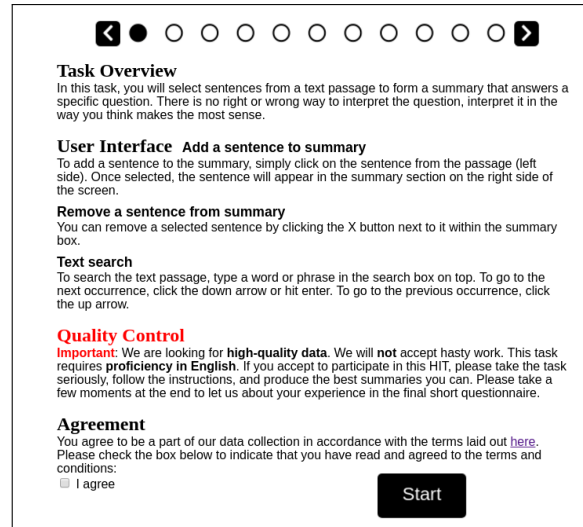 Task Overview
In this task, you will select sentences from a text passage to form a summary that answers a
specific question. There is no right or wrong way to interpret the question, interpret it in the
way you think makes the most sense.
User Interface Add a sentence to summary
To add a sentence to the summary, simply click on the sentence from the passage (left
side). Once selected, the sentence will appear in the summary section on the right side of
the screen.
Remove a sentence from summary
You can remove a selected sentence by clicking the X button next to it within the summary
box.
Text search
To search the text passage, type a word or phrase in the search box on top. To go to the
next occurrence, click the down arrow or hit enter. To go to the previous occurrence, click
the up arrow.
Quality Control
Important: We are looking for high-quality data. We will not accept hasty work. This task
requires proficiency in English. If you accept to participate in this HIT, please take the task
seriously, follow the instructions, and produce the best summaries you can. Please take a
few moments at the end to let us about your experience in the final short questionnaire.
Agreement
You agree to be a part of our data collection in accordance with the terms laid out here.
Please check the box below to indicate that you have read and agreed to the terms and
conditions:
I agree
Start